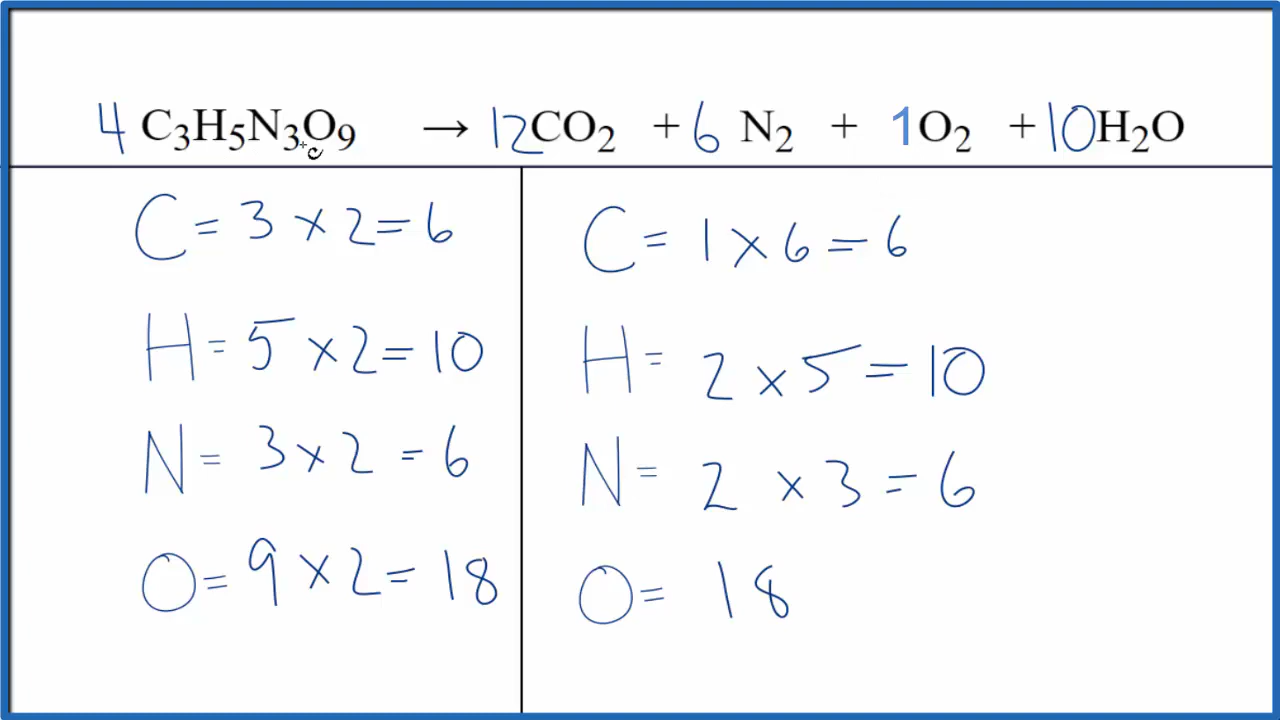 4 C₃H₅N₃O₉ → 12CO₂ + 6 N₂ + 1O₂ + 10H₂O
C = 3 × 2 = 6
H = 5 × 2 = 10
N = 3 × 2 = 6
O = 9 × 2 = 18
C = 1 × 6 = 6
H = 2 × 5 = 10
N = 2 × 3 = 6
O = 18